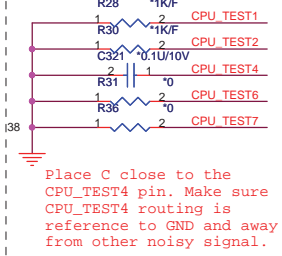 R28 *1K/F
1 2 CPU_TEST1
R30 *1K/F
1 2 CPU_TEST2
C321 *0.1U/10V
2 1 CPU_TEST4
R31 *0
1 2 CPU_TEST6
R36 *0
1 2 CPU_TEST7
38
Place C close to the
CPU_TEST4 pin. Make sure
CPU_TEST4 routing is
reference to GND and away
from other noisy signal.